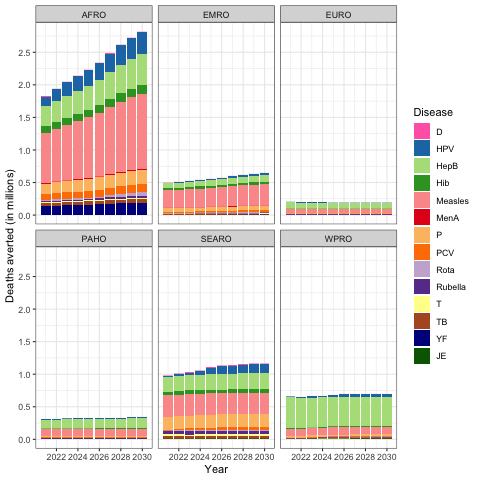 AFRO EMRO EURO
2.5
2.0
1.5
1.0
0.5
0.0
PAHO SEARO WPRO
2.5
2.0
1.5
1.0
0.5
0.0
2022 2024 2026 2028 2030 2022 2024 2026 2028 2030 2022 2024 2026 2028 2030
Year
Deaths averted (in millions)
Disease
D
HPV
HepB
Hib
Measles
MenA
P
PCV
Rota
Rubella
T
TB
YF
JE